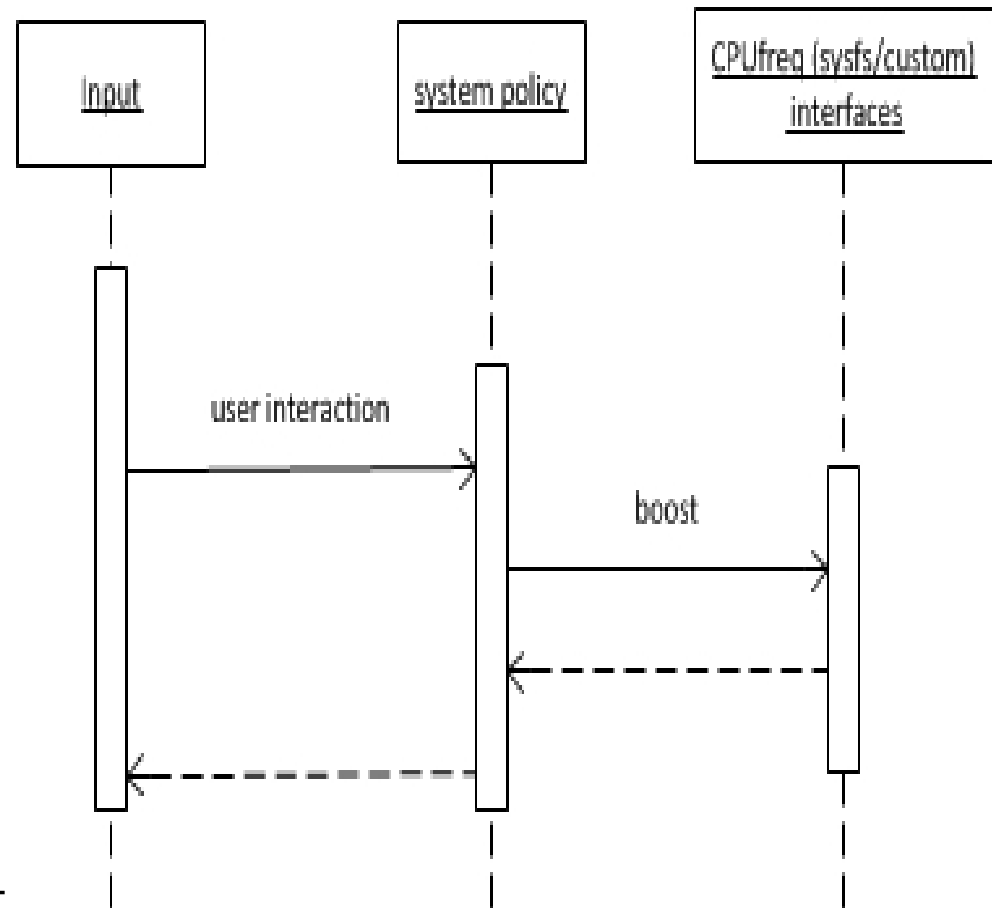 Input
system policy
CPUfreq (sysfs/custom)
interfaces
user interaction
boost